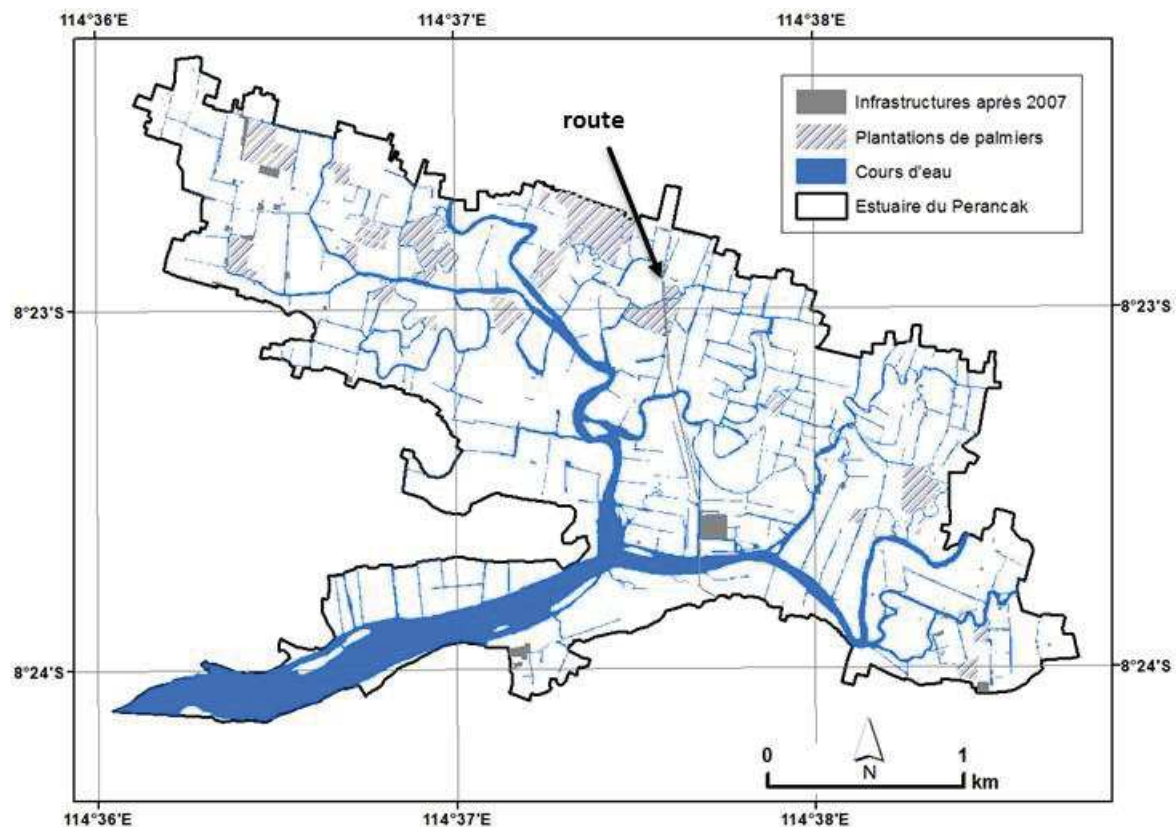 114°36'E 114°37'E 114°38'E
Infrastructures après 2007
route
Plantations de palmiers
Cours d'eau
Estuaire du Perancak
8°23'S 8°23'S
8°24'S 8°24'S
0 1
N
km
114°36'E 114°37'E 114°38'E